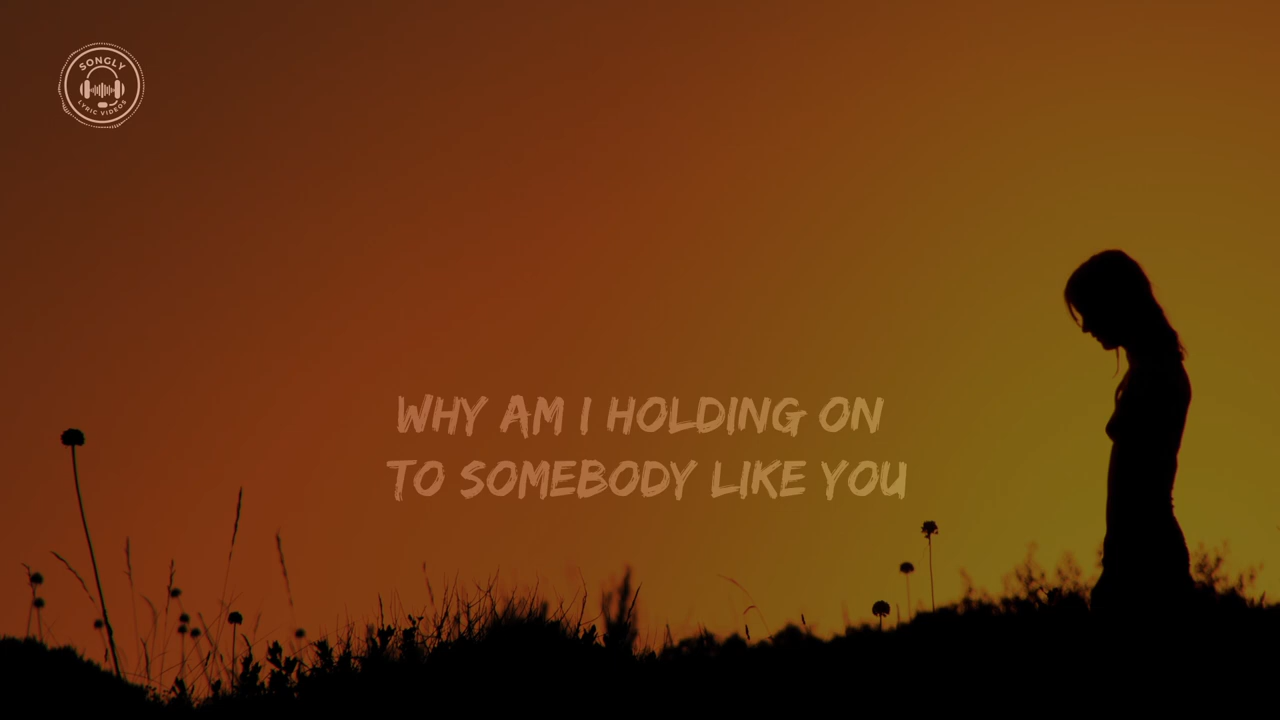 SONGLY
LYRIC VIDEOS
WHY AM I HOLDING ON
TO SOMEBODY LIKE YOU